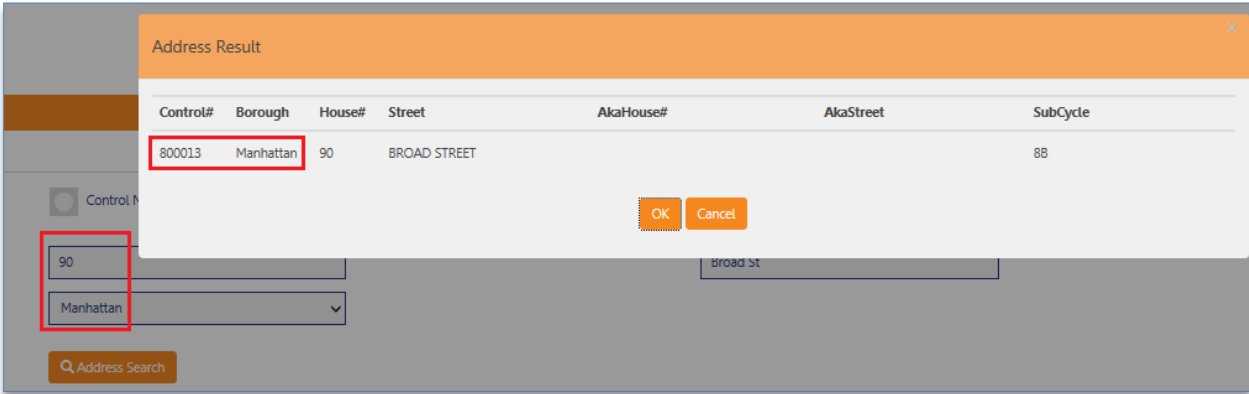 Address Result
x
Control# Borough House# Street AkaHouse# AkaStreet SubCycle
800013 Manhattan 90 BROAD STREET 8B
Control
OK Cancel
90 Broad St
Manhattan
Address Search